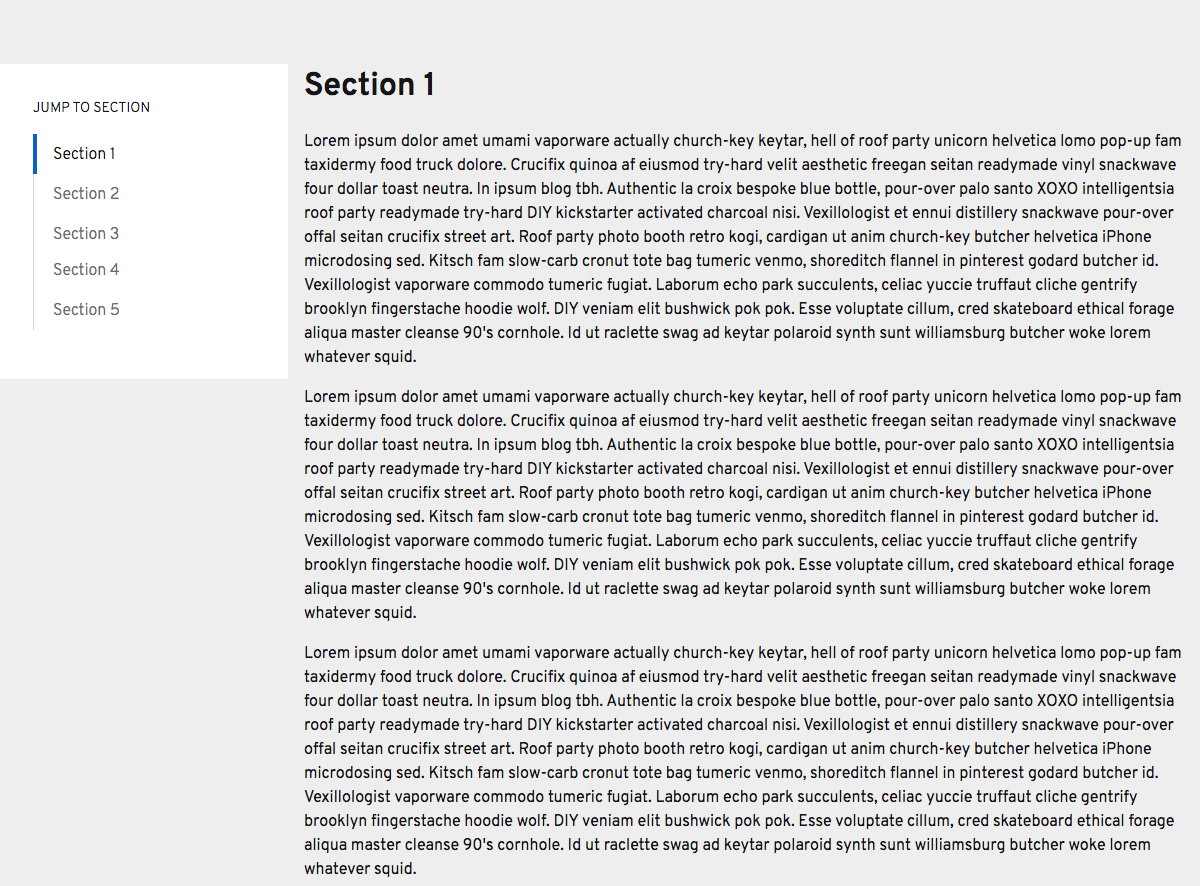 JUMP TO SECTION
Section 1
Section 2
Section 3
Section 4
Section 5
Section 1
Lorem ipsum dolor amet umami vaporware actually church-key keytar, hell of roof party unicorn helvetica lomo pop-up fam
taxidermy food truck dolore. Crucifix quinoa af eiusmod try-hard velit aesthetic freegan seitan readymade vinyl snackwave
four dollar toast neutra. In ipsum blog tbh. Authentic la croix bespoke blue bottle, pour-over palo santo XOXO intelligentsia
roof party readymade try-hard DIY kickstarter activated charcoal nisi. Vexillologist et ennui distillery snackwave pour-over
offal seitan crucifix street art. Roof party photo booth retro kogi, cardigan ut anim church-key butcher helvetica iPhone
microdosing sed. Kitsch fam slow-carb cronut tote bag tumeric venmo, shoreditch flannel in pinterest godard butcher id.
Vexillologist vaporware commodo tumeric fugiat. Laborum echo park succulents, celiac yuccie truffaut cliche gentrify
brooklyn fingerstache hoodie wolf. DIY veniam elit bushwick pok pok. Esse voluptate cillum, cred skateboard ethical forage
aliqua master cleanse 90's cornhole. Id ut raclette swag ad keytar polaroid synth sunt williamsburg butcher woke lorem
whatever squid.
Lorem ipsum dolor amet umami vaporware actually church-key keytar, hell of roof party unicorn helvetica lomo pop-up fam
taxidermy food truck dolore. Crucifix quinoa af eiusmod try-hard velit aesthetic freegan seitan readymade vinyl snackwave
four dollar toast neutra. In ipsum blog tbh. Authentic la croix bespoke blue bottle, pour-over palo santo XOXO intelligentsia
roof party readymade try-hard DIY kickstarter activated charcoal nisi. Vexillologist et ennui distillery snackwave pour-over
offal seitan crucifix street art. Roof party photo booth retro kogi, cardigan ut anim church-key butcher helvetica iPhone
microdosing sed. Kitsch fam slow-carb cronut tote bag tumeric venmo, shoreditch flannel in pinterest godard butcher id.
Vexillologist vaporware commodo tumeric fugiat. Laborum echo park succulents, celiac yuccie truffaut cliche gentrify
brooklyn fingerstache hoodie wolf. DIY veniam elit bushwick pok pok. Esse voluptate cillum, cred skateboard ethical forage
aliqua master cleanse 90's cornhole. Id ut raclette swag ad keytar polaroid synth sunt williamsburg butcher woke lorem
whatever squid.
Lorem ipsum dolor amet umami vaporware actually church-key keytar, hell of roof party unicorn helvetica lomo pop-up fam
taxidermy food truck dolore. Crucifix quinoa af eiusmod try-hard velit aesthetic freegan seitan readymade vinyl snackwave
four dollar toast neutra. In ipsum blog tbh. Authentic la croix bespoke blue bottle, pour-over palo santo XOXO intelligentsia
roof party readymade try-hard DIY kickstarter activated charcoal nisi. Vexillologist et ennui distillery snackwave pour-over
offal seitan crucifix street art. Roof party photo booth retro kogi, cardigan ut anim church-key butcher helvetica iPhone
microdosing sed. Kitsch fam slow-carb cronut tote bag tumeric venmo, shoreditch flannel in pinterest godard butcher id.
Vexillologist vaporware commodo tumeric fugiat. Laborum echo park succulents, celiac yuccie truffaut cliche gentrify
brooklyn fingerstache hoodie wolf. DIY veniam elit bushwick pok pok. Esse voluptate cillum, cred skateboard ethical forage
aliqua master cleanse 90's cornhole. Id ut raclette swag ad keytar polaroid synth sunt williamsburg butcher woke lorem
whatever squid.